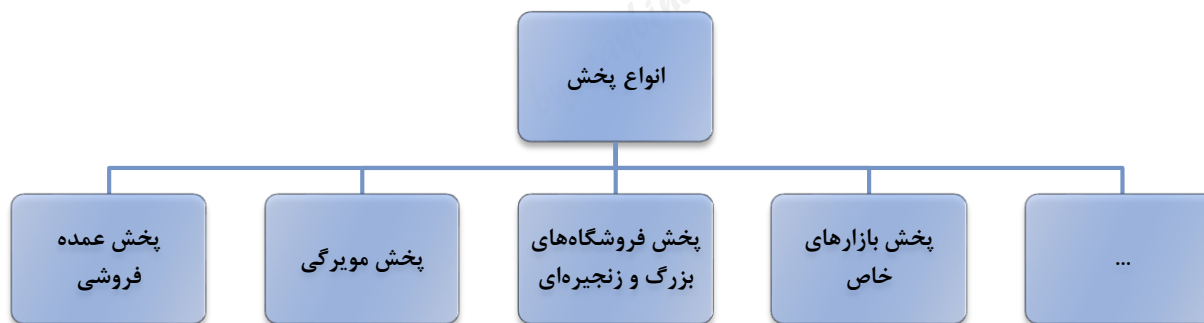 انواع پخش
...
پخش بازارهای
خاص
پخش فروشگاه‌های
بزرگ و زنجیره‌ای
پخش مویرگی
پخش عمده
فروشی